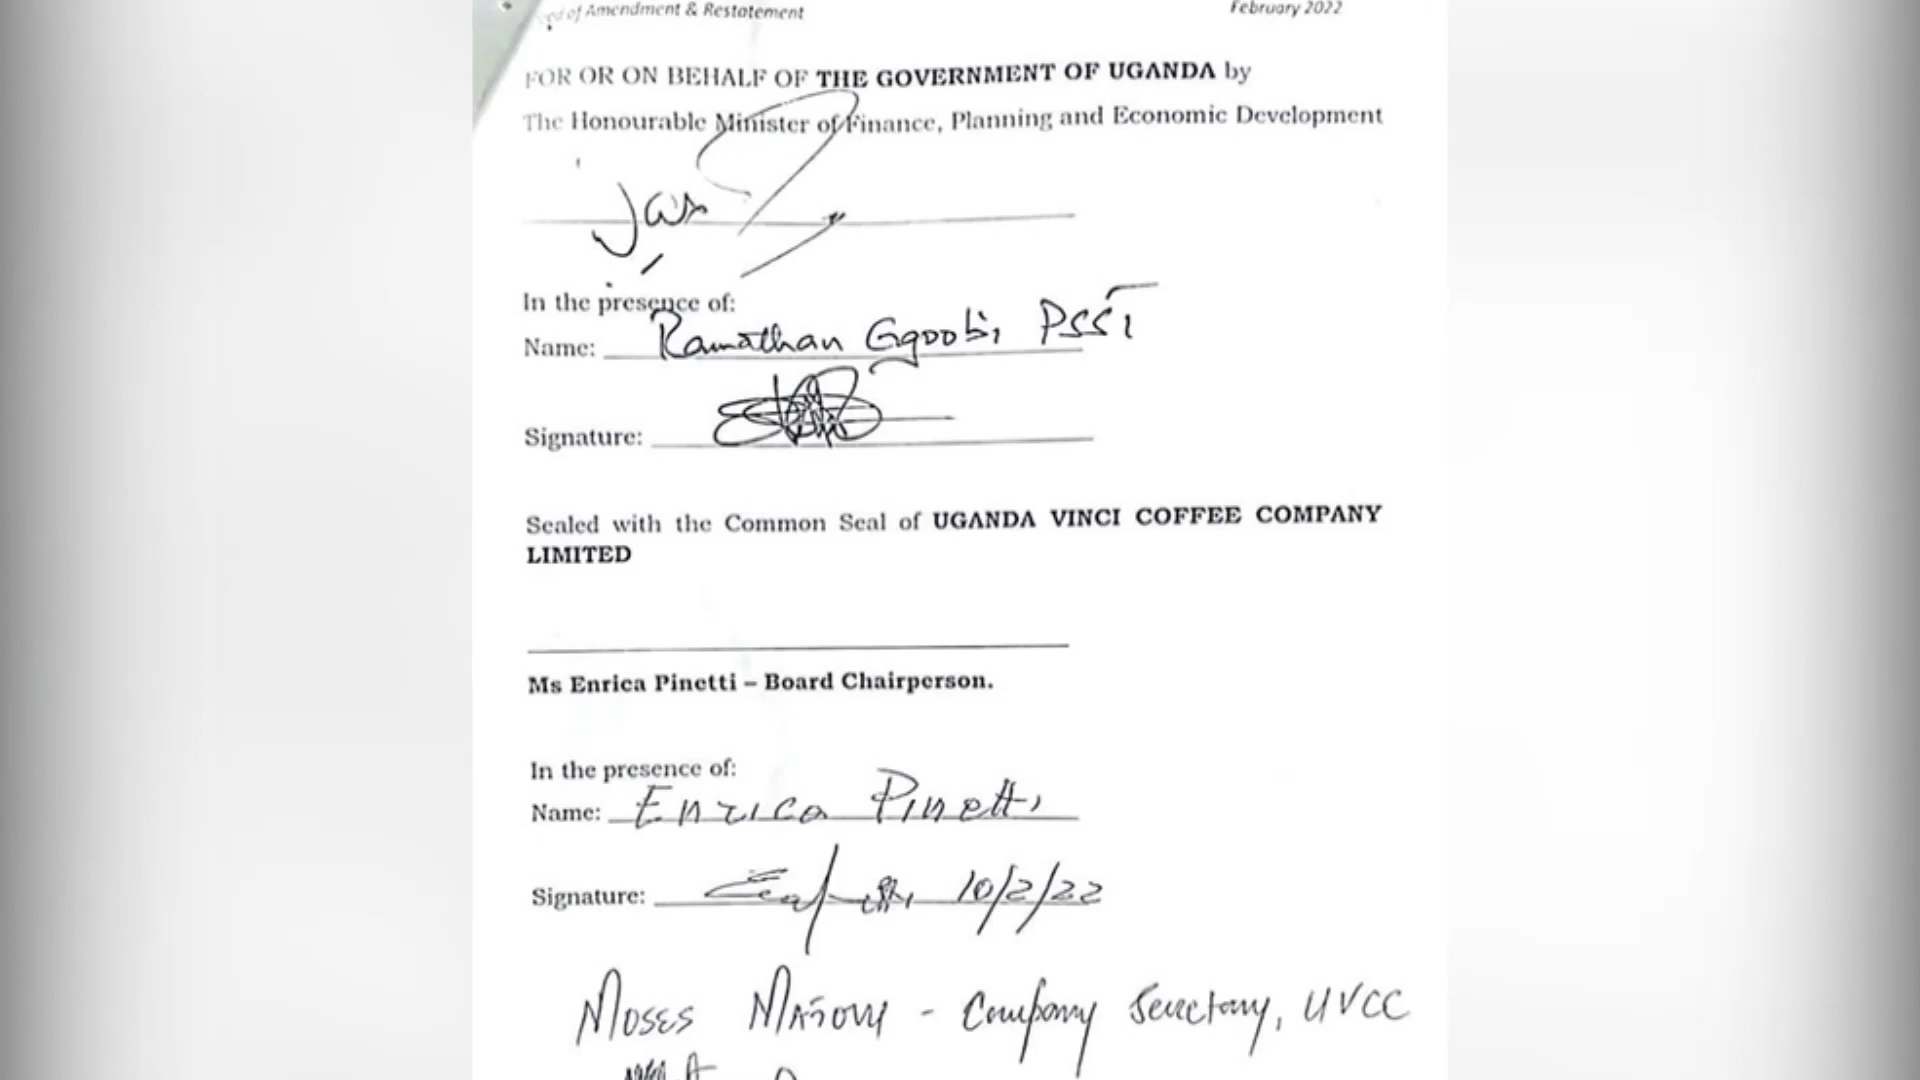 of Amendment & Restatement
February 2022
FOR OR ON BEHALF OF THE GOVERNMENT OF UGANDA by
The Honourable Minister of Finance, Planning and Economic Development
In the presence of:
Name: Ramathan Ggoobi, PSST
Signature:
Sealed with the Common Seal of UGANDA VINCI COFFEE COMPANY
LIMITED
Ms Enrica Pinetti – Board Chairperson.
In the presence of:
Name: Enrica Pinetti
Signature: 10/2/22
Moses - Company Secretary, UVCC